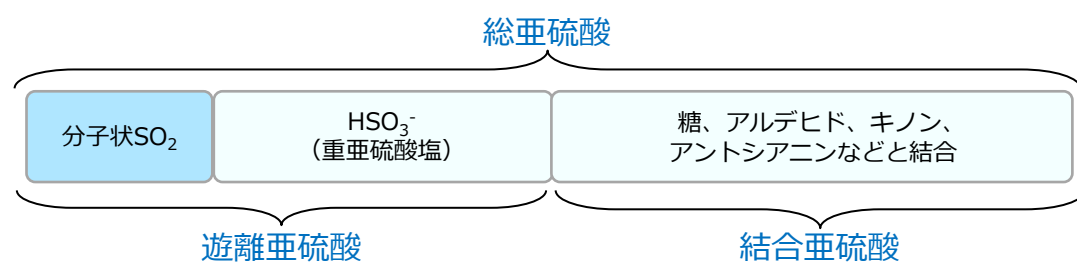 総亜硫酸
分子状SO₂
HSO₃⁻
（重亜硫酸塩）
糖、アルデヒド、キノン、
アントシアニンなどと結合
遊離亜硫酸
結合亜硫酸